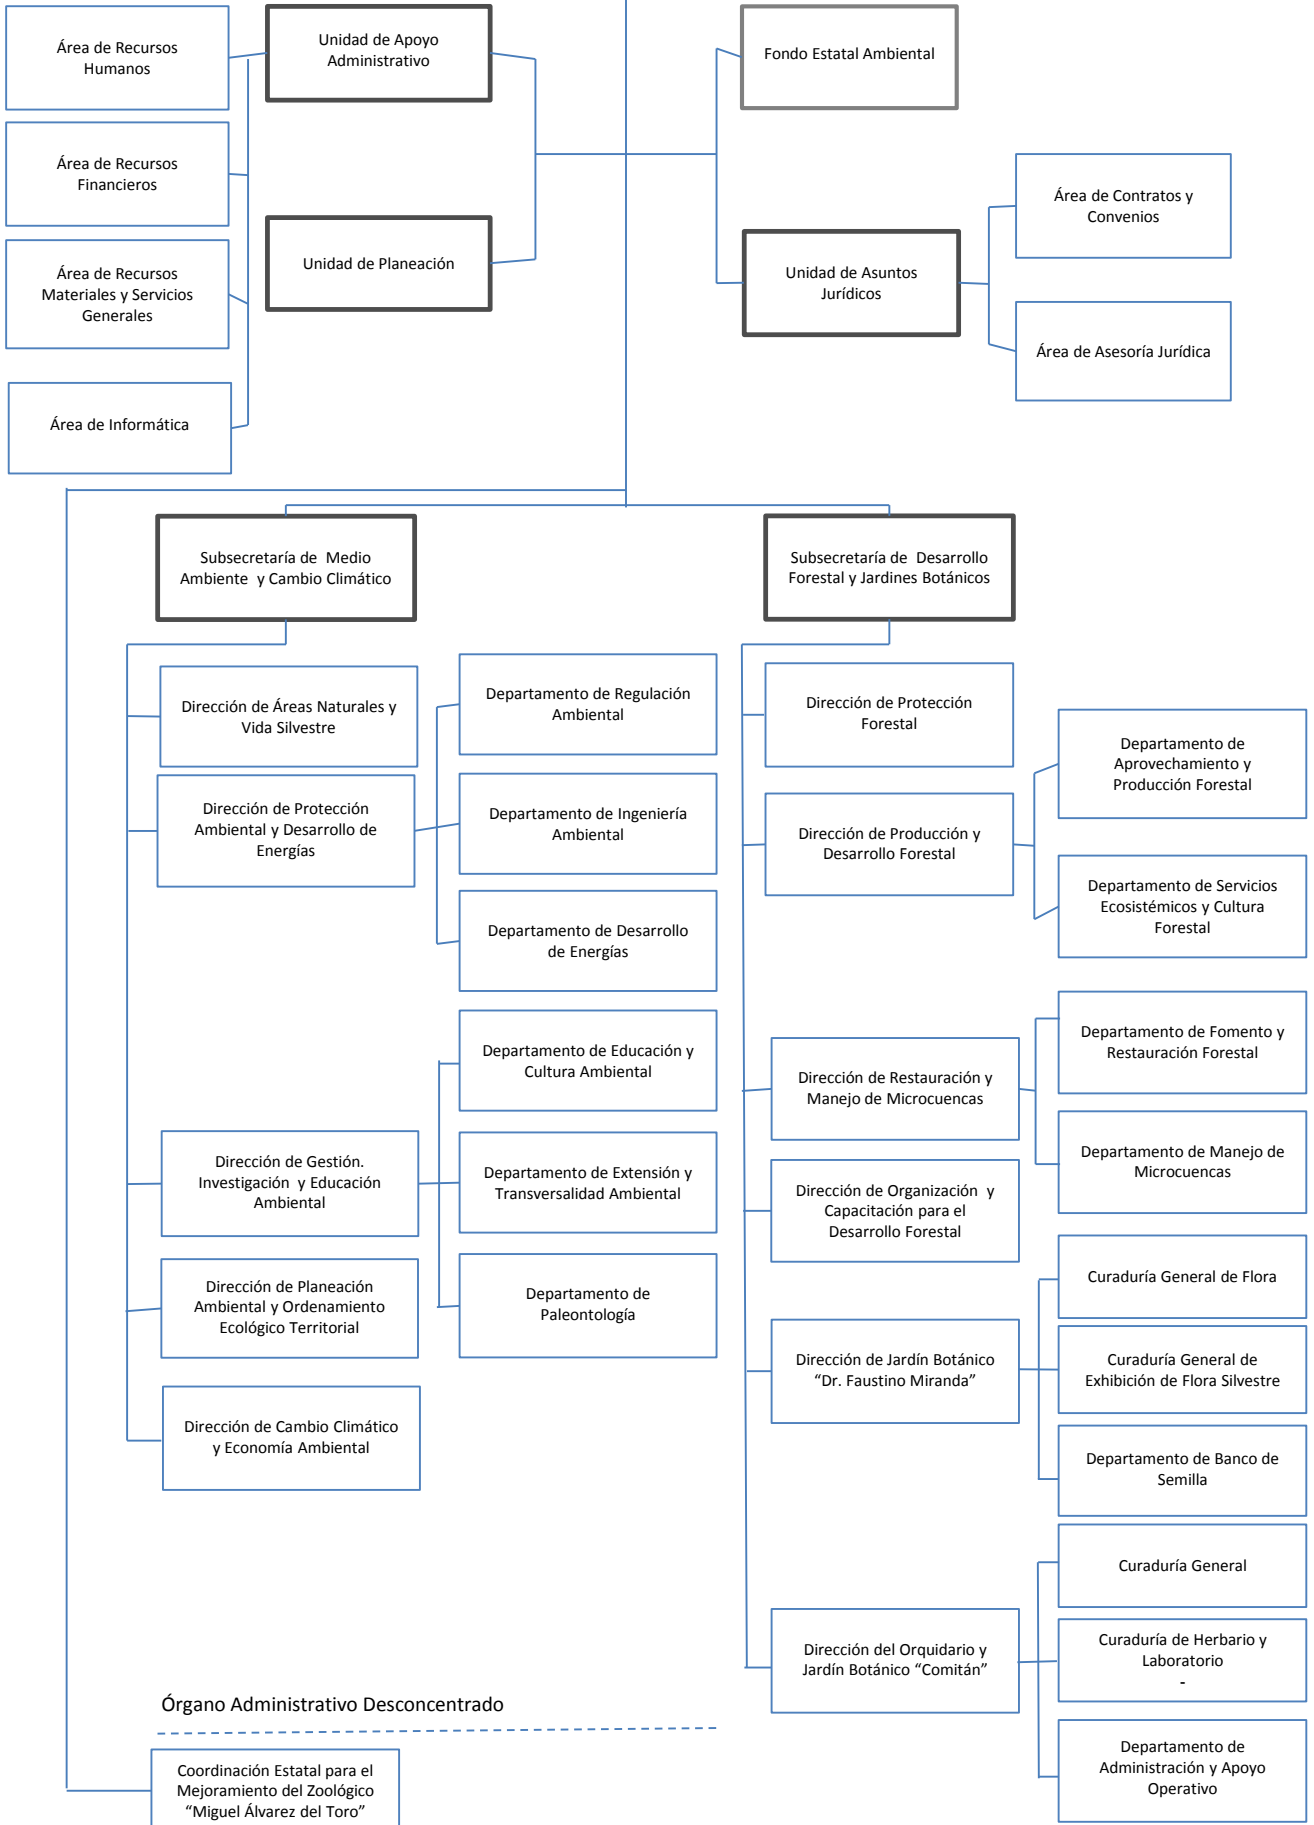 Área de Recursos
Humanos
Unidad de Apoyo
Administrativo
Fondo Estatal Ambiental
Área de Recursos
Financieros
Área de Contratos y
Convenios
Área de Recursos
Materiales y Servicios
Generales
Unidad de Planeación
Unidad de Asuntos
Jurídicos
Área de Asesoría Jurídica
Área de Informática
Subsecretaría de  Medio
Ambiente  y Cambio Climático
Subsecretaría de  Desarrollo
Forestal y Jardines Botánicos
Dirección de Áreas Naturales y
Vida Silvestre
Dirección de Protección
Ambiental y Desarrollo de
Energías
Departamento de Regulación
Ambiental
Departamento de Ingeniería
Ambiental
Departamento de Desarrollo
de Energías
Dirección de Gestión.
Investigación  y Educación
Ambiental
Departamento de Educación y
Cultura Ambiental
Departamento de Extensión y
Transversalidad Ambiental
Departamento de
Paleontología
Dirección de Planeación
Ambiental y Ordenamiento
Ecológico Territorial
Dirección de Cambio Climático
y Economía Ambiental
Dirección de Protección
Forestal
Dirección de Producción y
Desarrollo Forestal
Departamento de
Aprovechamiento y
Producción Forestal
Departamento de Servicios
Ecosistémicos y Cultura
Forestal
Dirección de Restauración y
Manejo de Microcuencas
Departamento de Fomento y
Restauración Forestal
Departamento de Manejo de
Microcuencas
Dirección de Organización  y
Capacitación para el
Desarrollo Forestal
Dirección de Jardín Botánico
“Dr. Faustino Miranda”
Curaduría General de Flora
Curaduría General de
Exhibición de Flora Silvestre
Departamento de Banco de
Semilla
Dirección del Orquidario y
Jardín Botánico “Comitán”
Curaduría General
Curaduría de Herbario y
Laboratorio
-
Departamento de
Administración y Apoyo
Operativo
Órgano Administrativo Desconcentrado
Coordinación Estatal para el
Mejoramiento del Zoológico
“Miguel Álvarez del Toro”